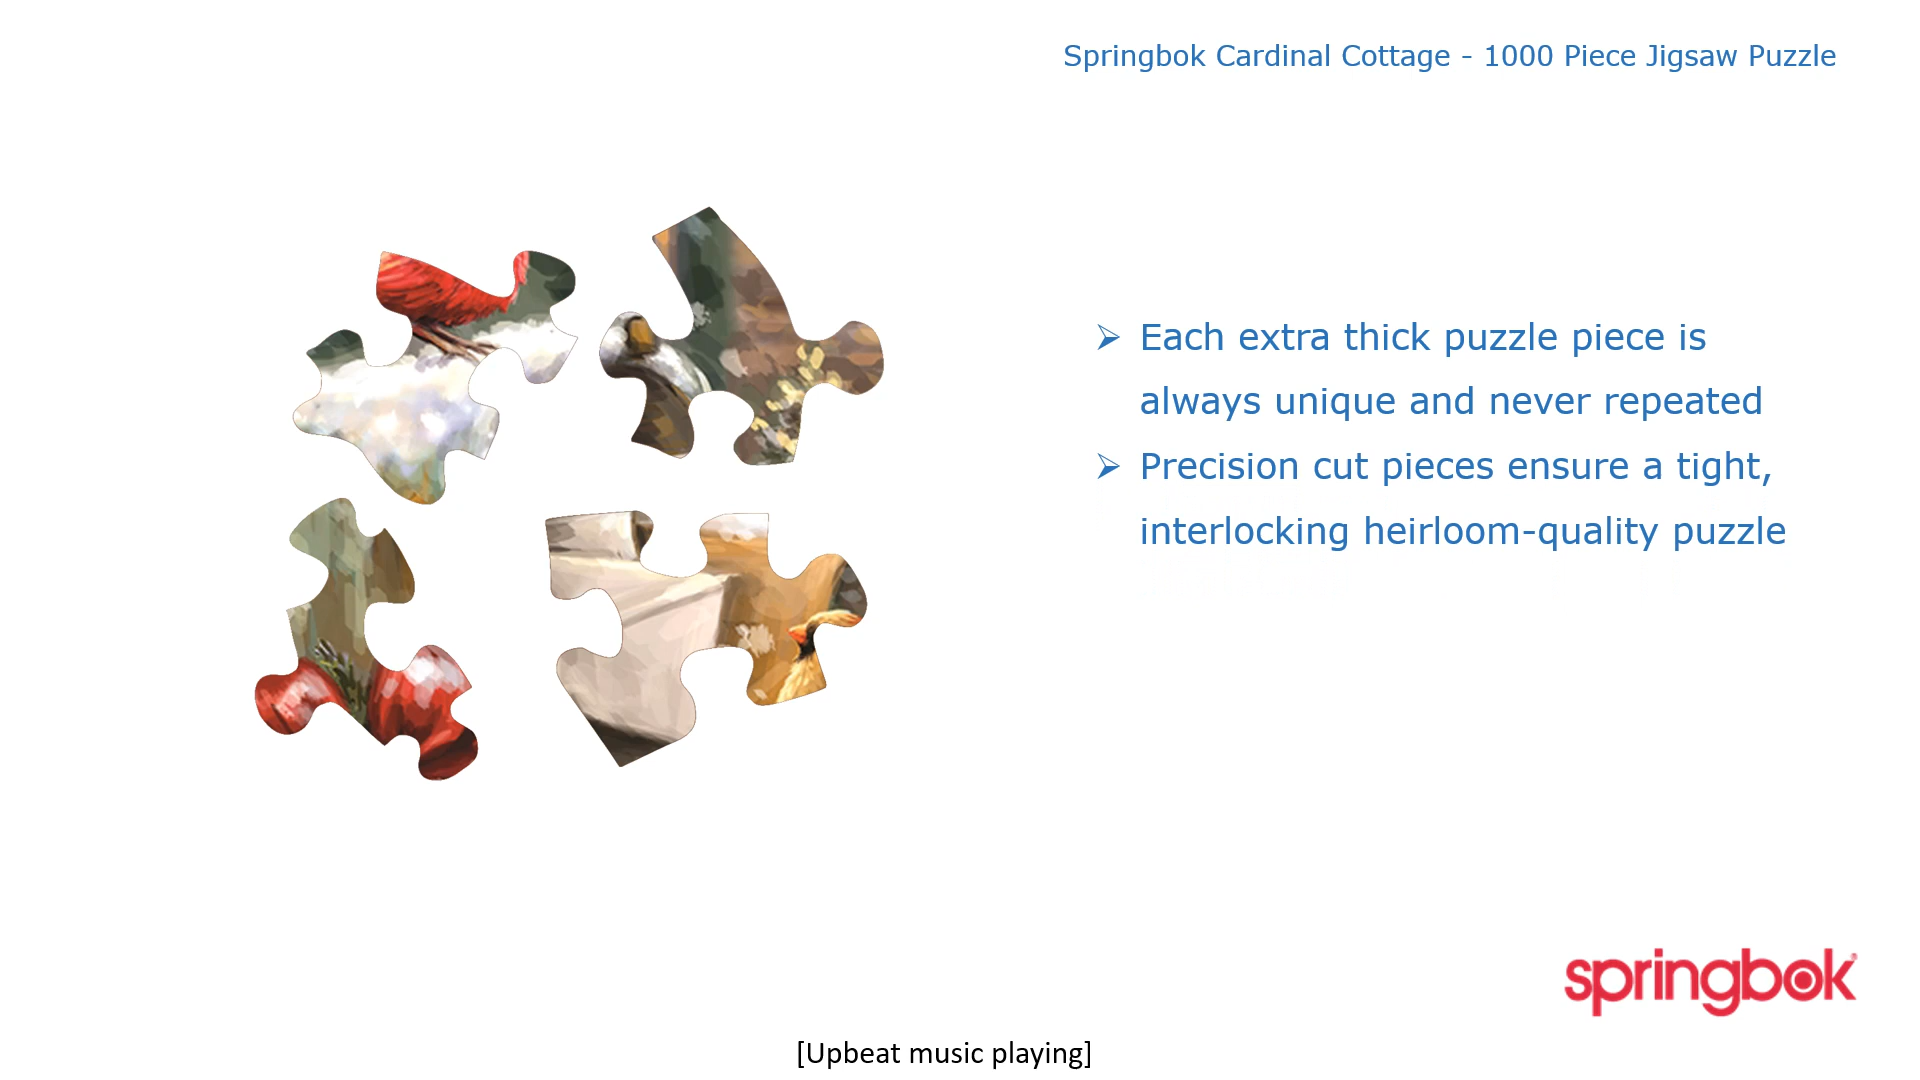 Springbok Cardinal Cottage - 1000 Piece Jigsaw Puzzle
➢ Each extra thick puzzle piece is
always unique and never repeated
➢ Precision cut pieces ensure a tight,
interlocking heirloom-quality puzzle
springbok®
[Upbeat music playing]